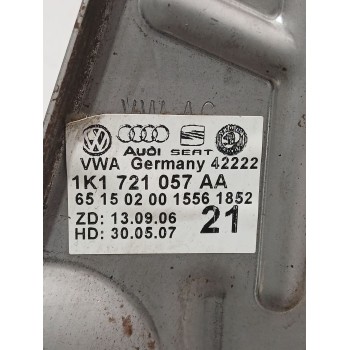 VW AG
Audi SEAT
VWA Germany 42222
1K1 721 057 AA
65 15 02 00 1556 1852
ZD: 13.09.06 21
HD: 30.05.07